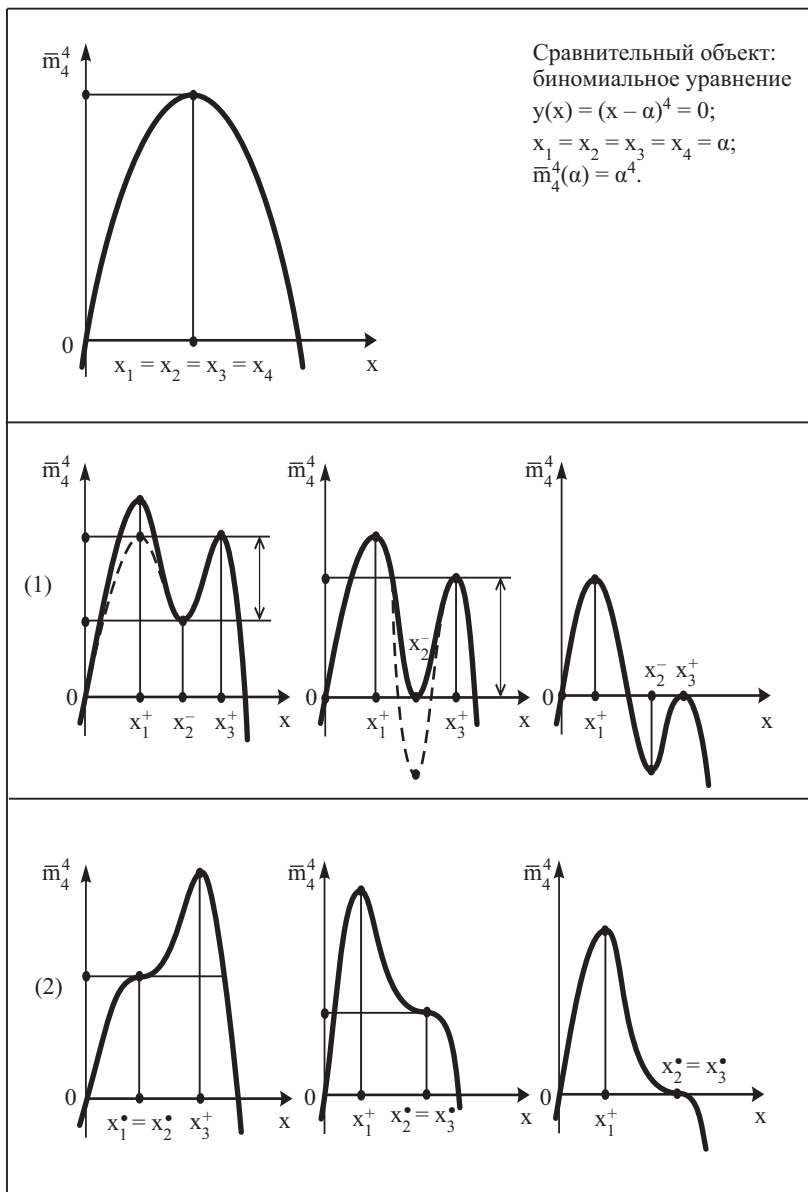 m̅₄⁴
Сравнительный объект:
биномиальное уравнение
y(x) = (x – α)⁴ = 0;
x₁ = x₂ = x₃ = x₄ = α;
m̅₄⁴(α) = α⁴.
0
x₁ = x₂ = x₃ = x₄
x
(1)
m̅₄⁴
0
x₁⁺
x₂⁻
x₃⁺
x
m̅₄⁴
x₂⁻
0
x₁⁺
x₃⁺
x
m̅₄⁴
x₂⁻
x₃⁺
0
x₁⁺
x
(2)
m̅₄⁴
0
x₁• = x₂•
x₃⁺
x
m̅₄⁴
0
x₁⁺
x₂• = x₃•
x
m̅₄⁴
x₂• = x₃•
0
x₁⁺
x